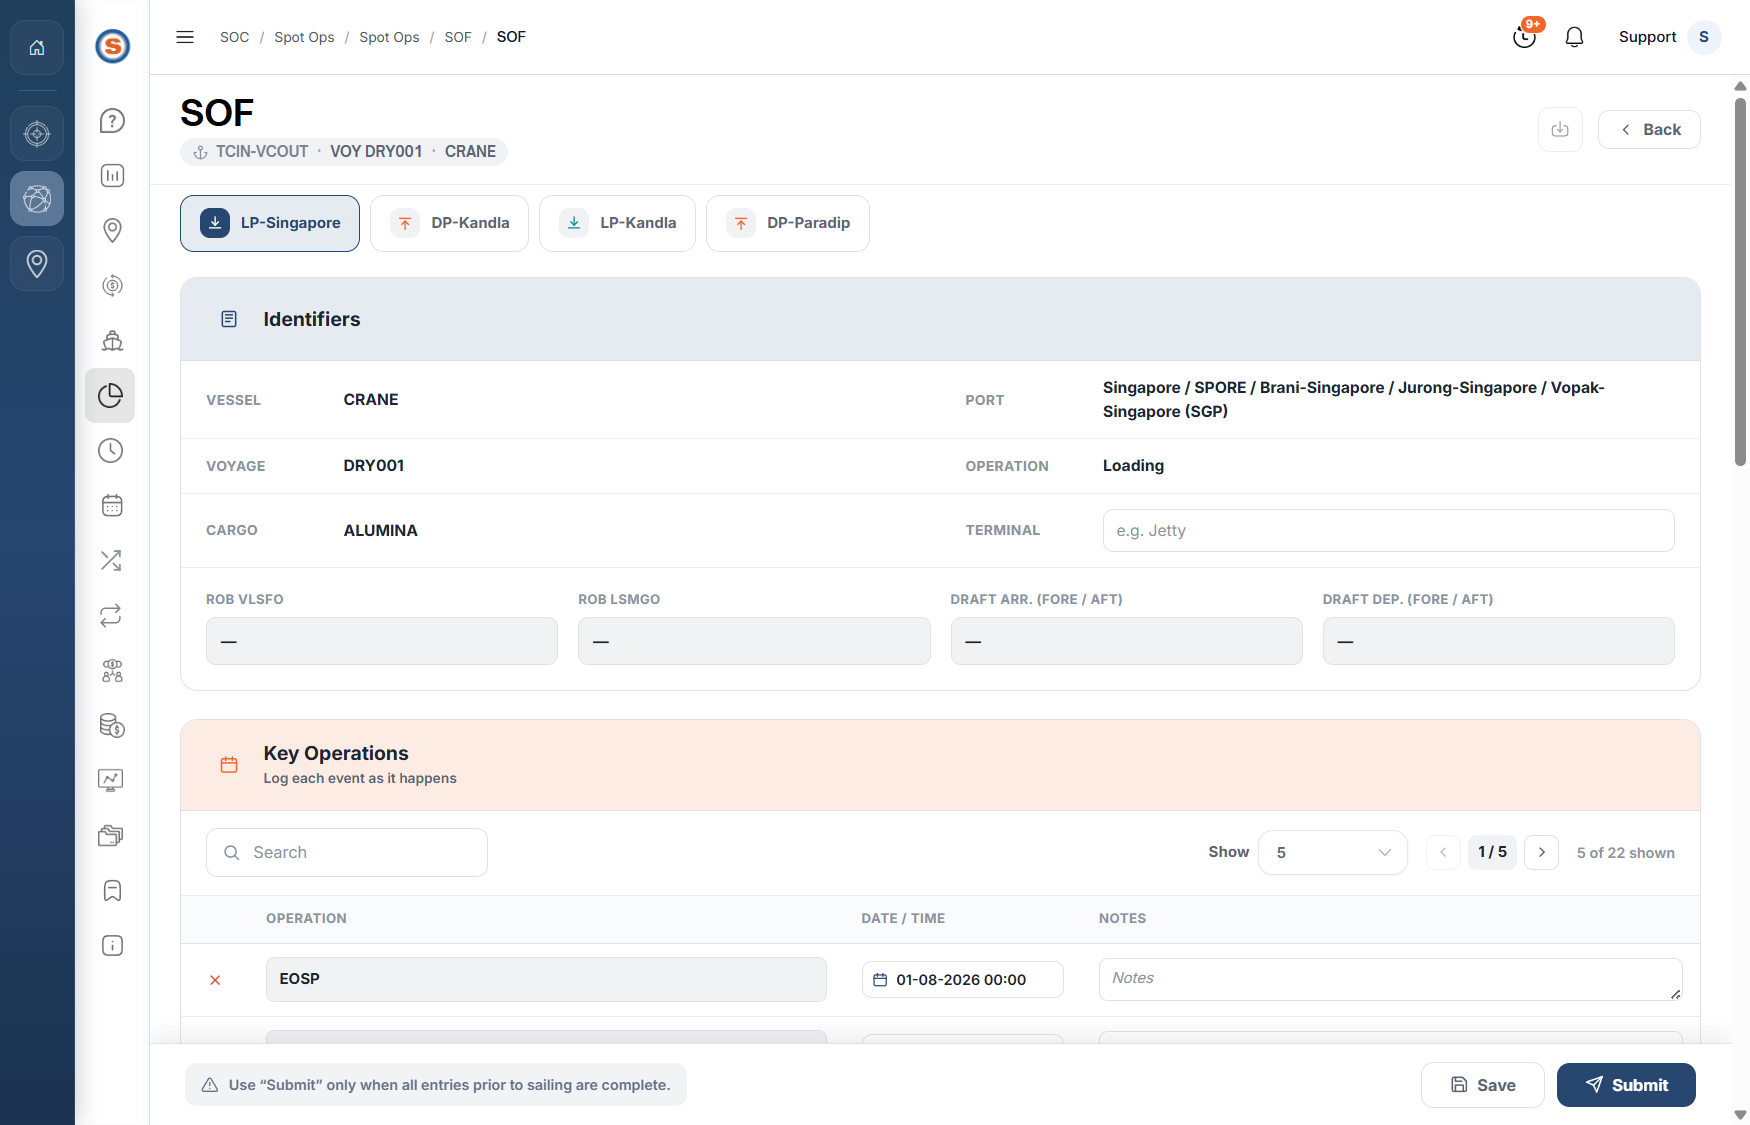 S
SOC / Spot Ops / Spot Ops / SOF / SOF
9+
Support
S
SOF
TCIN-VCOUT · VOY DRY001 · CRANE
Back
LP-Singapore
DP-Kandla
LP-Kandla
DP-Paradip
Identifiers
VESSEL
CRANE
PORT
Singapore / SPORE / Brani-Singapore / Jurong-Singapore / Vopak-
Singapore (SGP)
VOYAGE
DRY001
OPERATION
Loading
CARGO
ALUMINA
TERMINAL
e.g. Jetty
ROB VLSFO
ROB LSMGO
DRAFT ARR. (FORE / AFT)
DRAFT DEP. (FORE / AFT)
—
—
—
—
Key Operations
Log each event as it happens
Search
Show
5
1 / 5
5 of 22 shown
OPERATION
DATE / TIME
NOTES
EOSP
01-08-2026 00:00
Notes
Use “Submit” only when all entries prior to sailing are complete.
Save
Submit